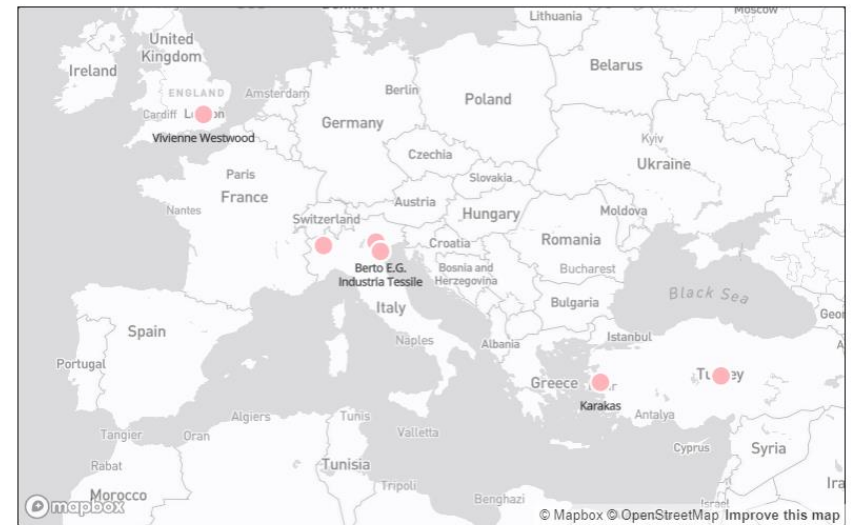 Lithuania
Moscow
United
Kingdom
Ireland
Belarus
ENGLAND
Amsterdam
Berlin
Poland
Cardiff
Germany
Vivienne Westwood
Kyiv
Ukraine
Czechia
Paris
Slovakia
France
Austria
Nantes
Switzerland
Hungary
Moldova
Croatia
Romania
Berto E.G.
Industria Tessile
Bosnia and
Herzegovina
Bucharest
Black Sea
Italy
Bulgaria
Spain
Istanbul
Naples
Albania
Portugal
Greece
Karakas
Antalya
Algiers
Tunis
Tangier
Oran
Valletta
Cyprus
Syria
Rabat
Tunisia
Morocco
Tripoli
Benghazi
Israel
mapbox
© Mapbox © OpenStreetMap Improve this map